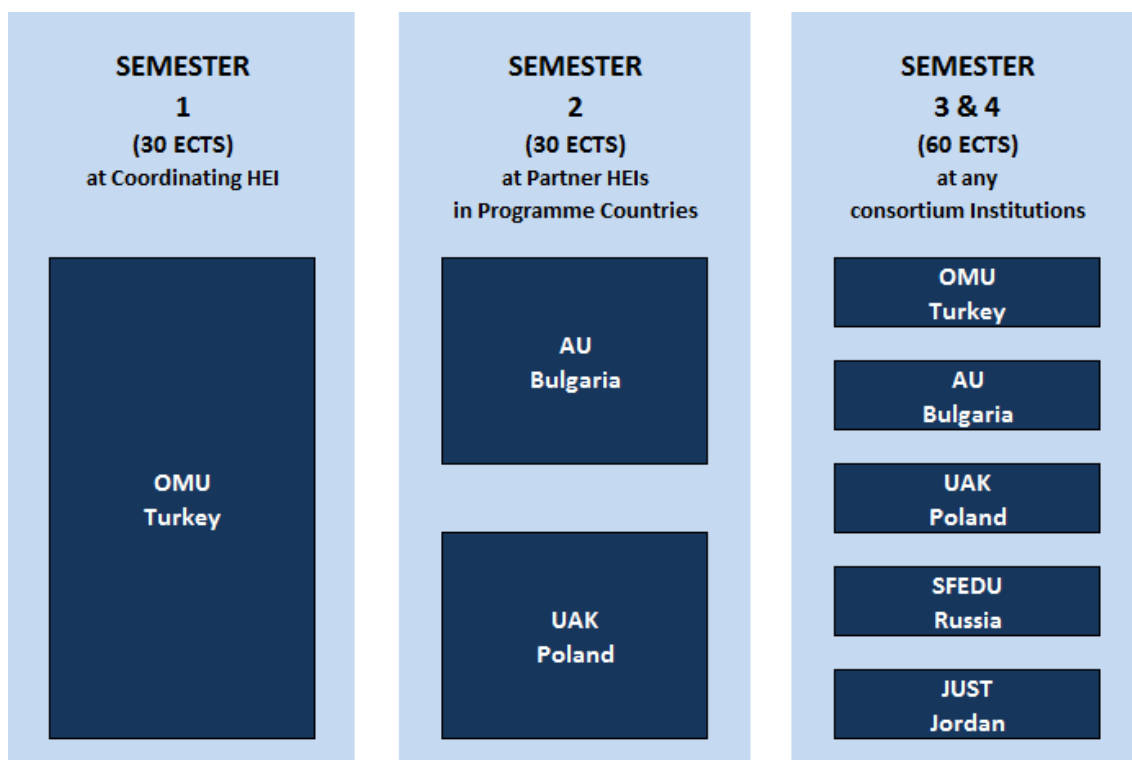 SEMESTER
1
(30 ECTS)
at Coordinating HEI
OMU
Turkey
SEMESTER
2
(30 ECTS)
at Partner HEIs
in Programme Countries
AU
Bulgaria
UAK
Poland
SEMESTER
3 & 4
(60 ECTS)
at any
consortium Institutions
OMU
Turkey
AU
Bulgaria
UAK
Poland
SFEDU
Russia
JUST
Jordan